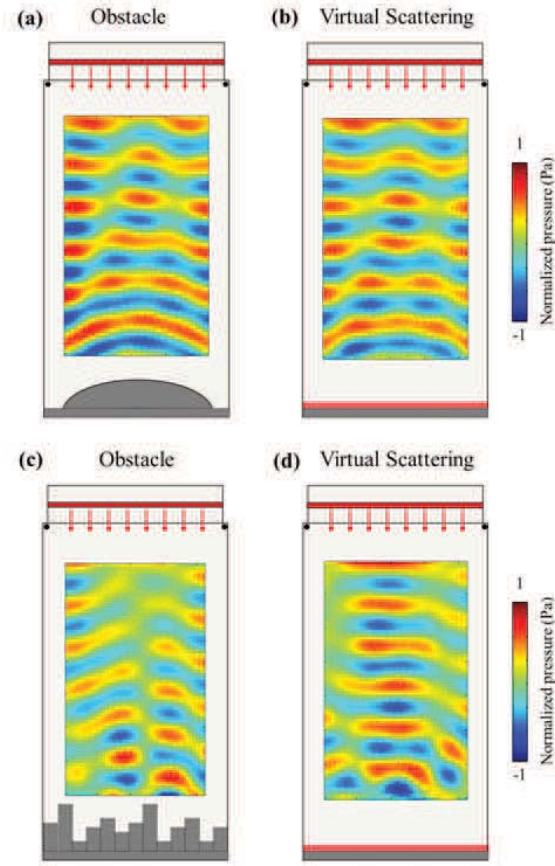 (a) Obstacle
(b) Virtual Scattering
1
Normalized pressure (Pa)
-1
(c) Obstacle
(d) Virtual Scattering
1
Normalized pressure (Pa)
-1